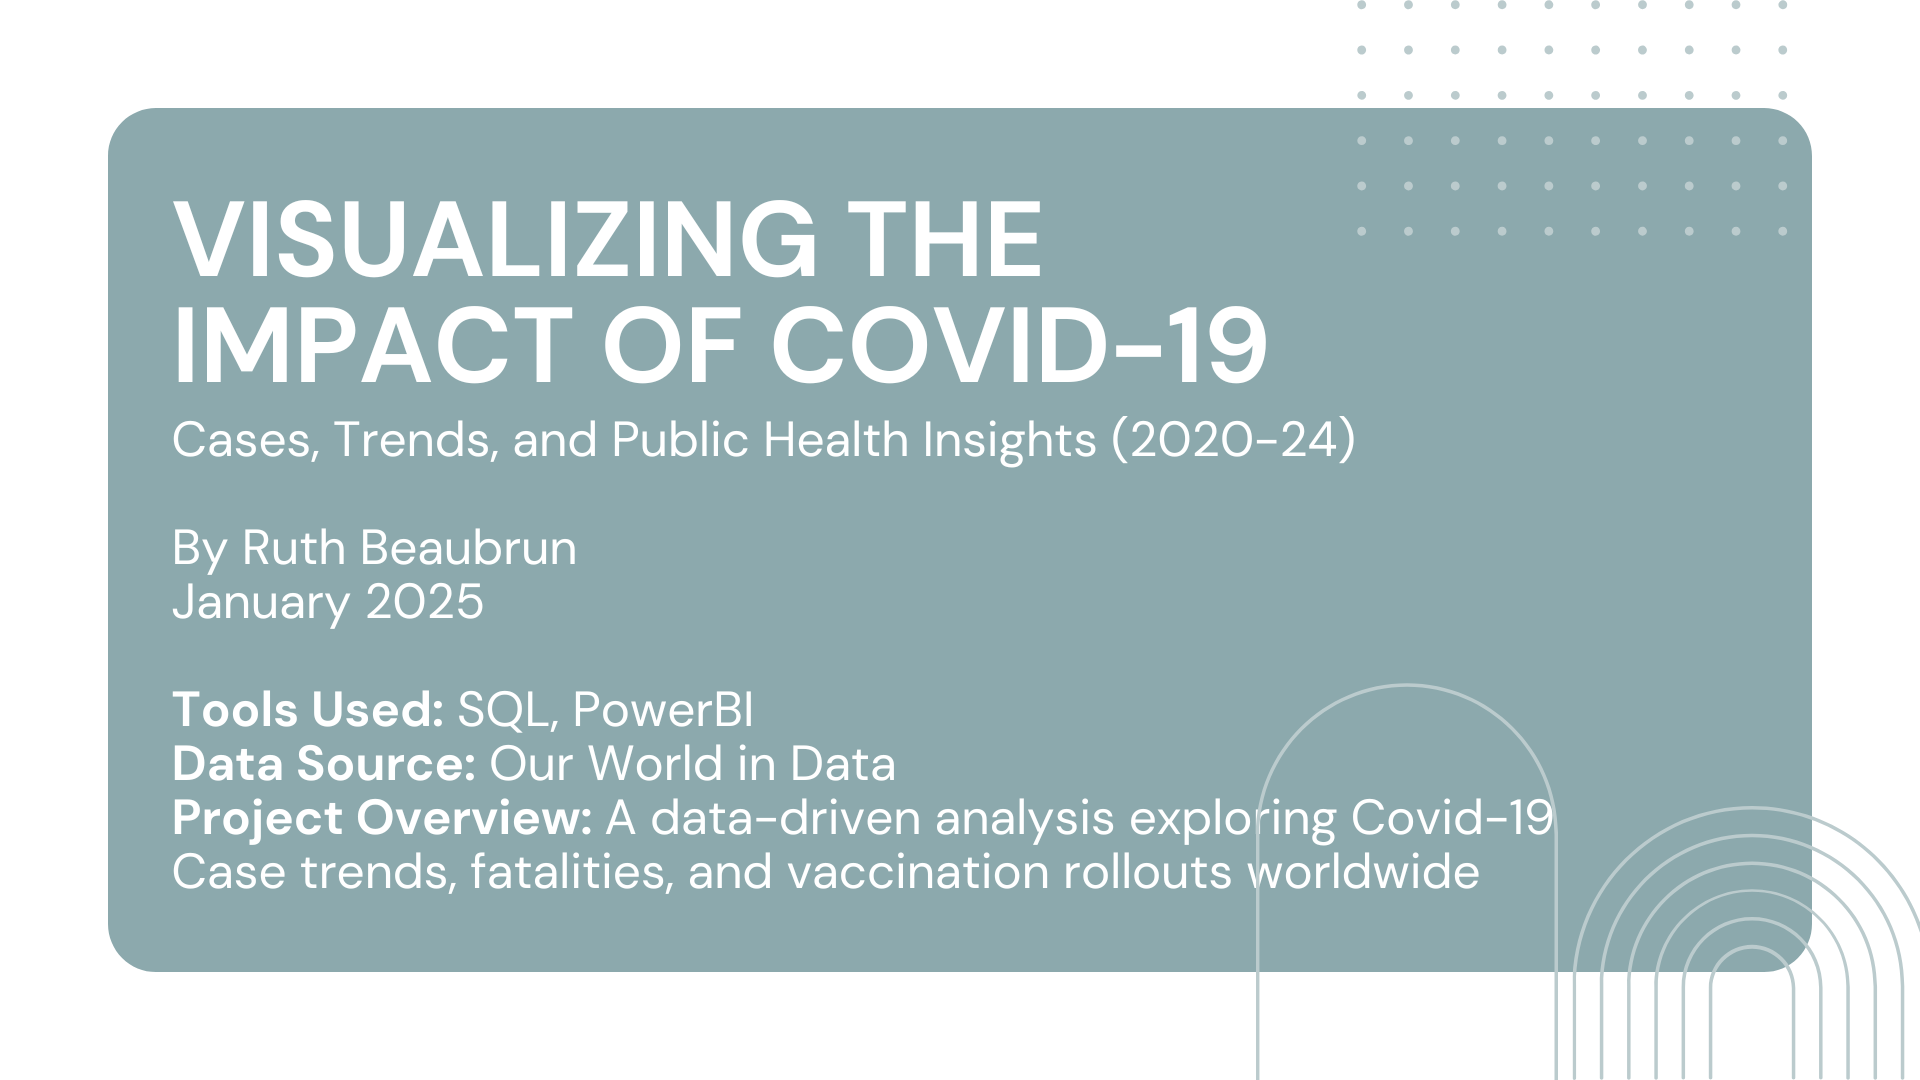 VISUALIZING THE
IMPACT OF COVID-19
Cases, Trends, and Public Health Insights (2020-24)
By Ruth Beaubrun
January 2025
Tools Used: SQL, PowerBI
Data Source: Our World in Data
Project Overview: A data-driven analysis exploring Covid-19
Case trends, fatalities, and vaccination rollouts worldwide